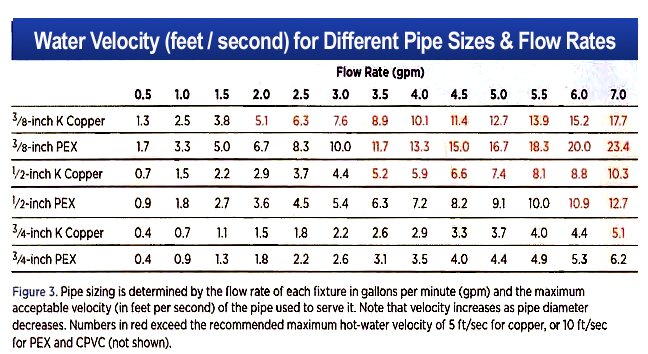 Water Velocity (feet / second) for Different Pipe Sizes & Flow Rates
Flow Rate (gpm)
0.5 1.0 1.5 2.0 2.5 3.0 3.5 4.0 4.5 5.0 5.5 6.0 7.0
3/8-inch K Copper 1.3 2.5 3.8 5.1 6.3 7.6 8.9 10.1 11.4 12.7 13.9 15.2 17.7
3/8-inch PEX 1.7 3.3 5.0 6.7 8.3 10.0 11.7 13.3 15.0 16.7 18.3 20.0 23.4
1/2-inch K Copper 0.7 1.5 2.2 2.9 3.7 4.4 5.2 5.9 6.6 7.4 8.1 8.8 10.3
1/2-inch PEX 0.9 1.8 2.7 3.6 4.5 5.4 6.3 7.2 8.2 9.1 10.0 10.9 12.7
3/4-inch K Copper 0.4 0.7 1.1 1.5 1.8 2.2 2.6 2.9 3.3 3.7 4.0 4.4 5.1
3/4-inch PEX 0.4 0.9 1.3 1.8 2.2 2.6 3.1 3.5 4.0 4.4 4.9 5.3 6.2
Figure 3. Pipe sizing is determined by the flow rate of each fixture in gallons per minute (gpm) and the maximum
acceptable velocity (in feet per second) of the pipe used to serve it. Note that velocity increases as pipe diameter
decreases. Numbers in red exceed the recommended maximum hot-water velocity of 5 ft/sec for copper, or 10 ft/sec
for PEX and CPVC (not shown).